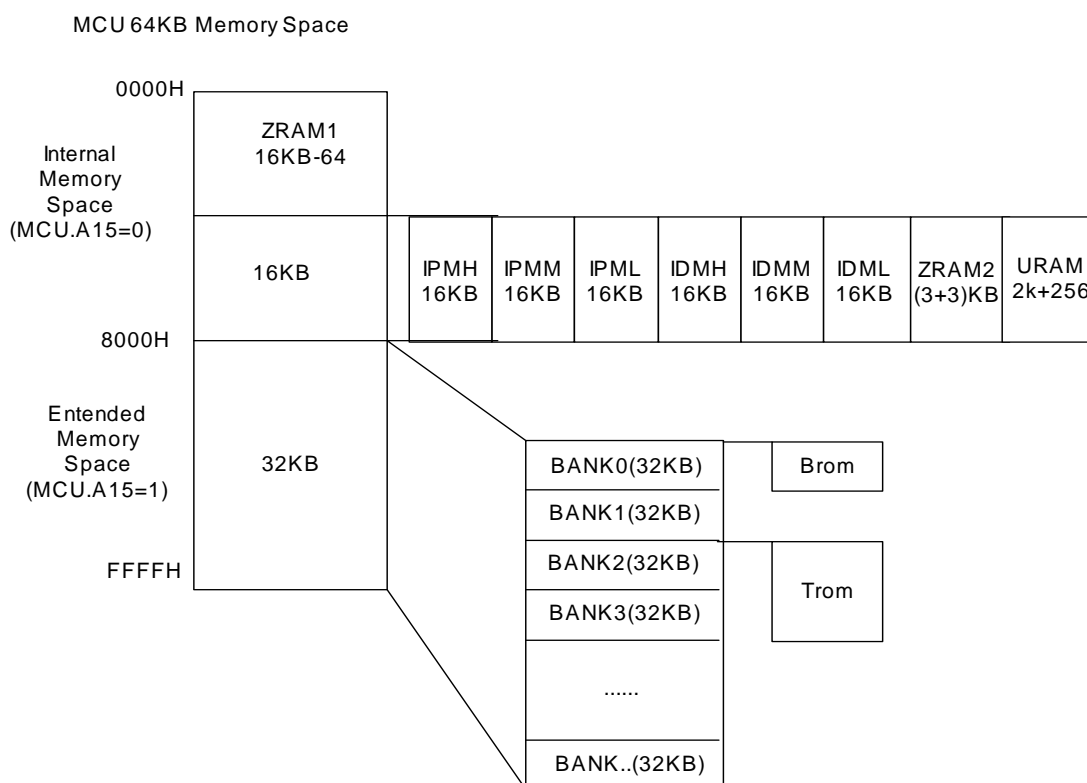 MCU 64KB Memory Space
0000H
ZRAM1
16KB-64
Internal
Memory
Space
(MCU.A15=0)
16KB
IPMH
16KB
IPMM
16KB
IPML
16KB
IDMH
16KB
IDMM
16KB
IDML
16KB
ZRAM2
(3+3)KB
URAM
2k+256
8000H
Entended
Memory
Space
(MCU.A15=1)
32KB
FFFFH
BANK0(32KB)
BANK1(32KB)
BANK2(32KB)
BANK3(32KB)
......
BANK..(32KB)
Brom
Trom